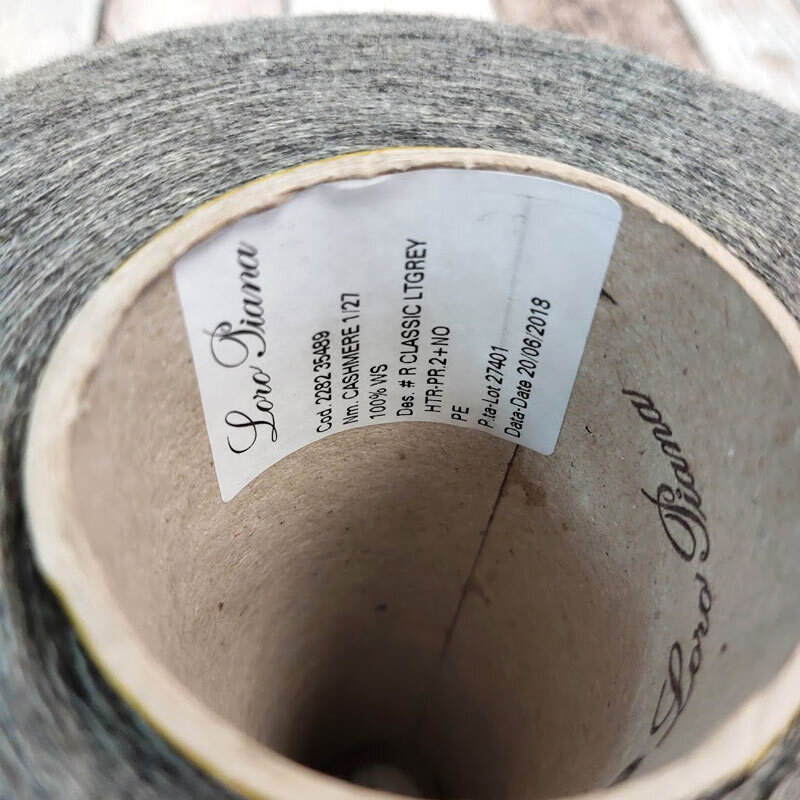 Loro Piana
Cod. 2282 35489
Nm. CASHMERE 1/27
100% WS
Des. # R CLASSIC LTGREY
HTR-PR.2+NO
PE
P.ta-Lot 27401
Data-Date 20/06/2018
Loro Piana